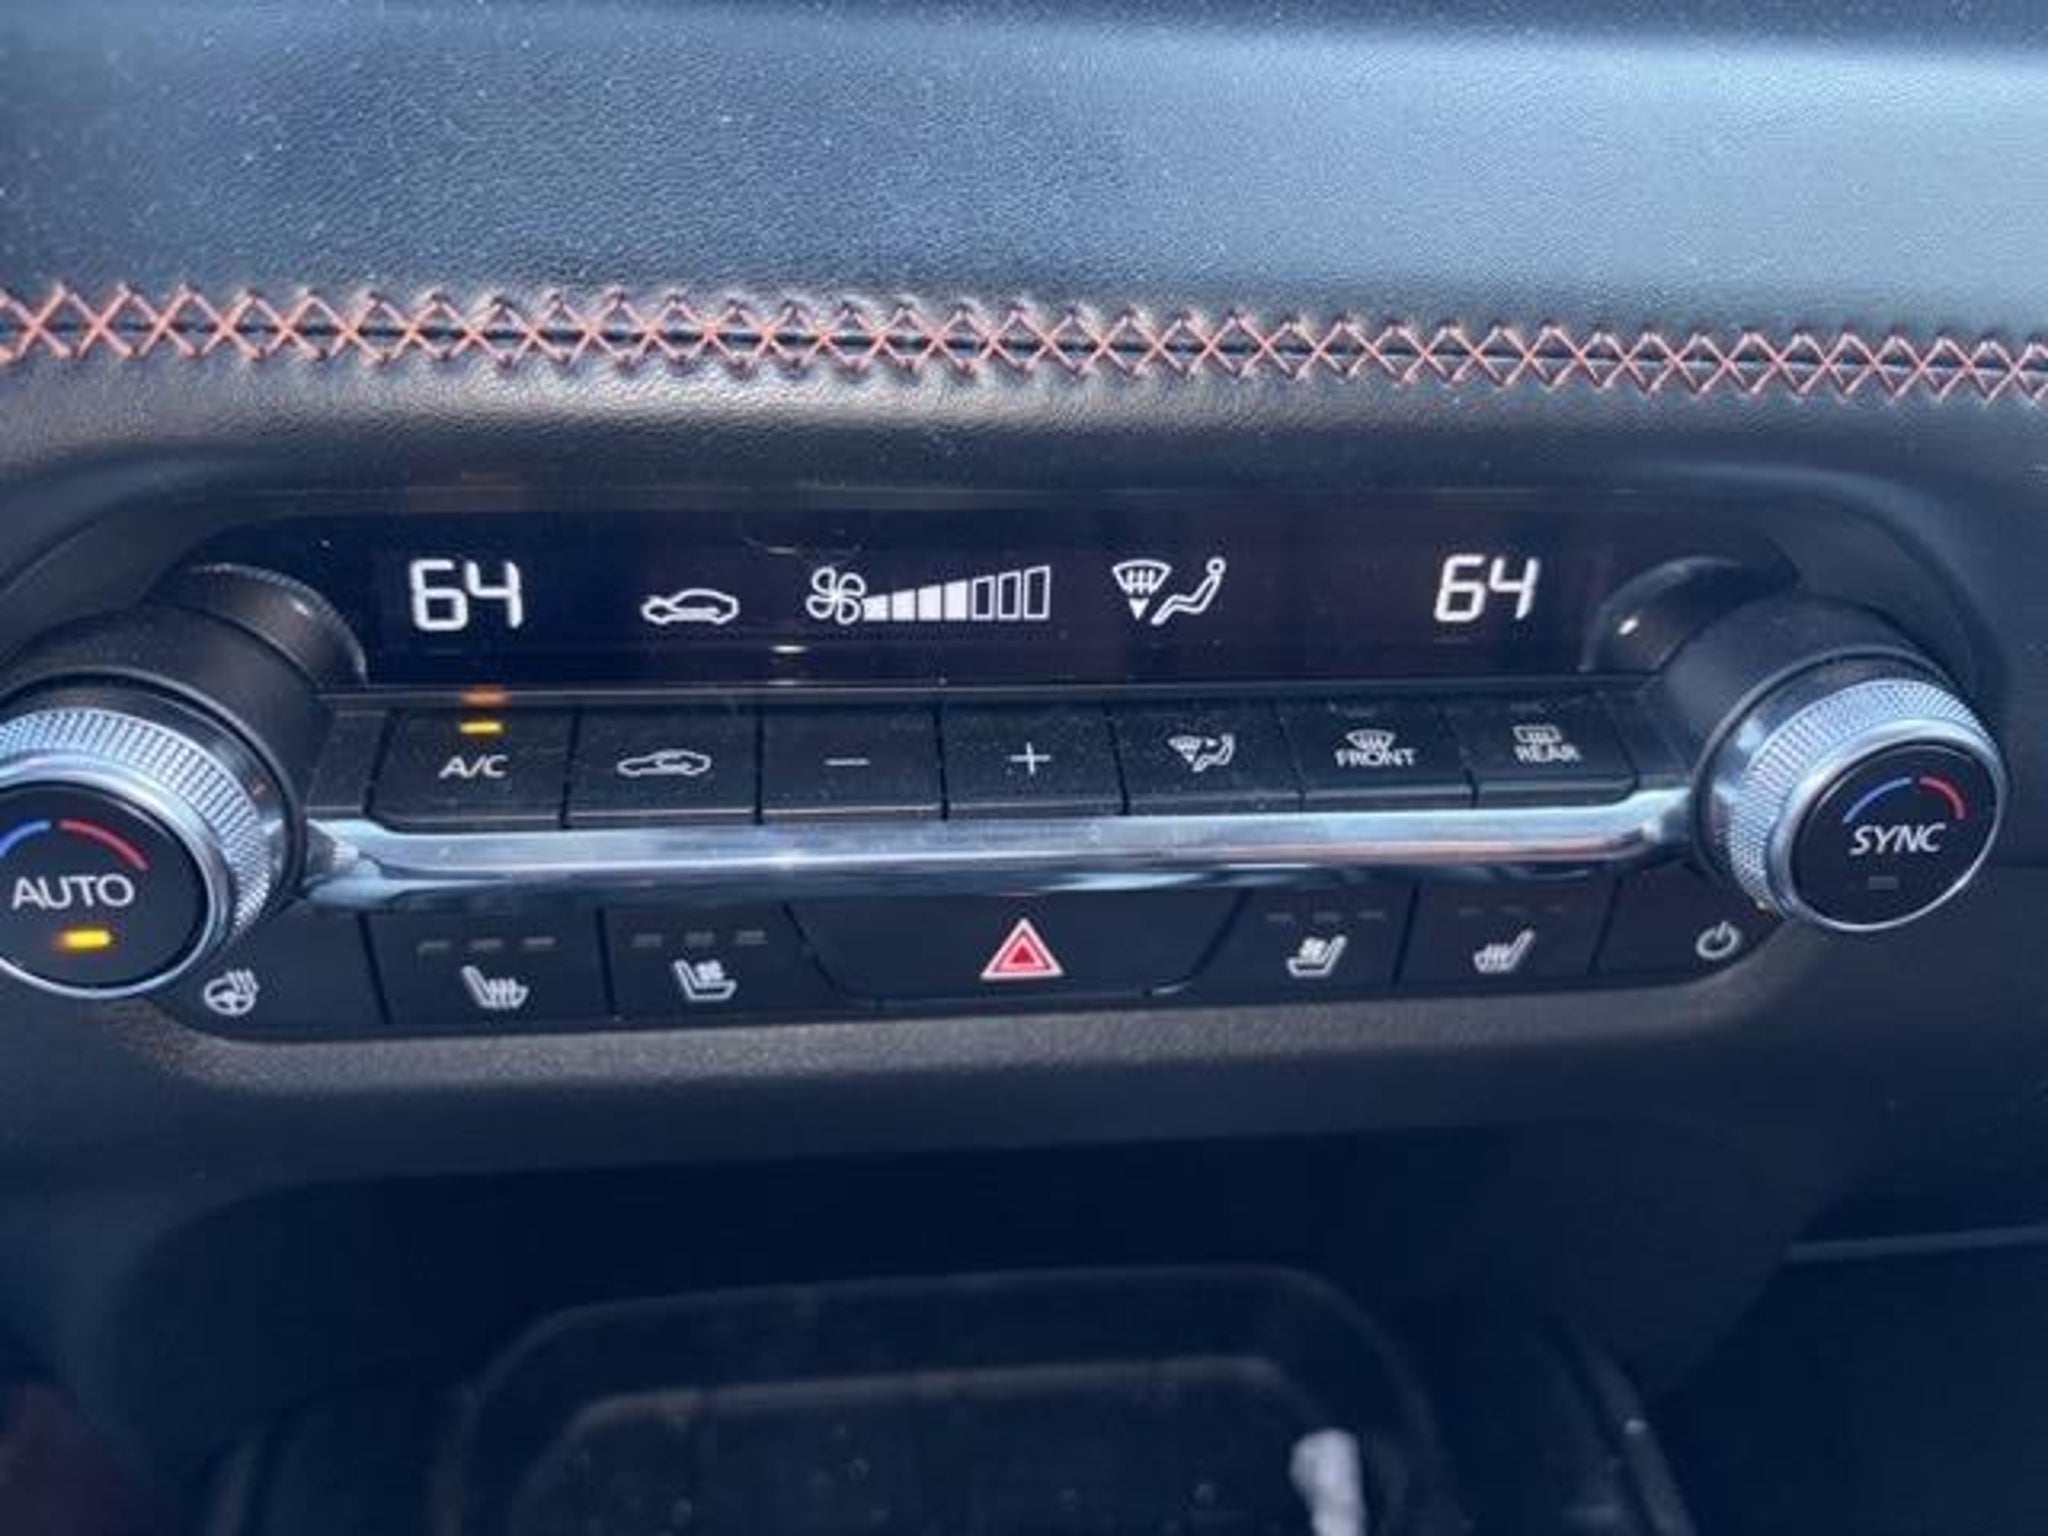 64 64
A/C - + FRONT REAR
AUTO SYNC